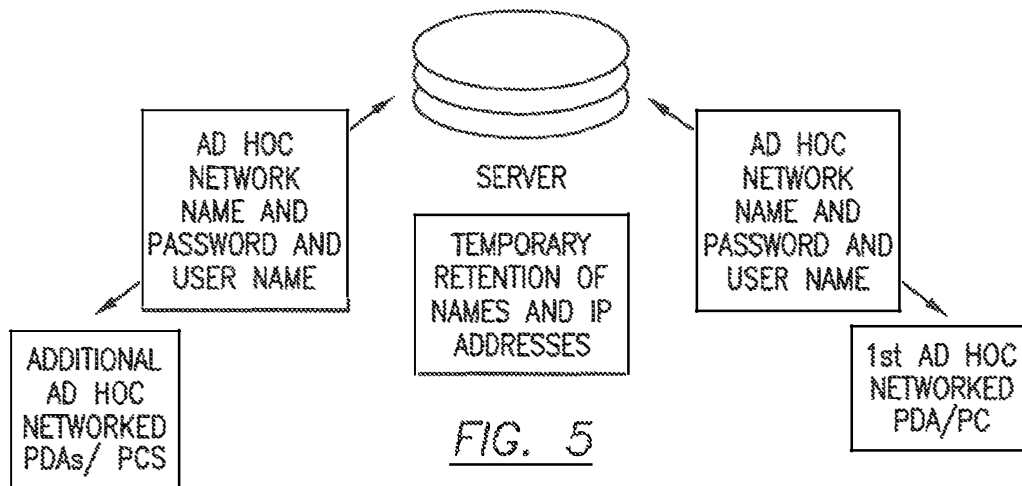 AD HOC
NETWORK
NAME AND
PASSWORD AND
USER NAME
SERVER
TEMPORARY
RETENTION OF
NAMES AND IP
ADDRESSES
AD HOC
NETWORK
NAME AND
PASSWORD AND
USER NAME
ADDITIONAL
AD HOC
NETWORKED
PDAs/ PCS
1st AD HOC
NETWORKED
PDA/PC
FIG. 5